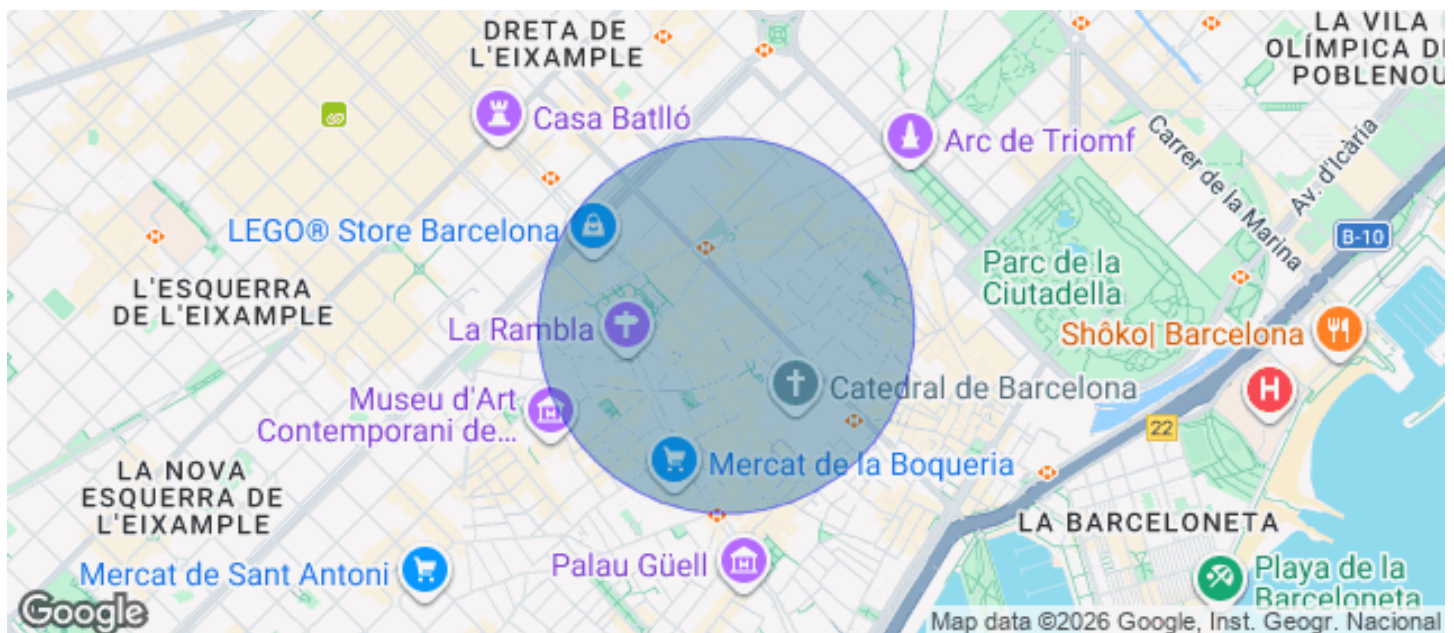 DRETA DE
L'EIXAMPLE
LA VILA
OLÍMPICA D
POBLENOU
Casa Batlló
Arc de Triomf
Carrer de la Marina
Av. d'Icària
LEGO® Store Barcelona
B-10
Parc de la
Ciutadella
L'ESQUERRA
DE L'EIXAMPLE
La Rambla
Shôko| Barcelona
Catedral de Barcelona
H
Museu d'Art
Contemporani de...
22
Mercat de la Boqueria
LA NOVA
ESQUERRA DE
L'EIXAMPLE
LA BARCELONETA
Palau Güell
Mercat de Sant Antoni
Playa de la
Barceloneta
Google
Map data ©2026 Google, Inst. Geogr. Nacional